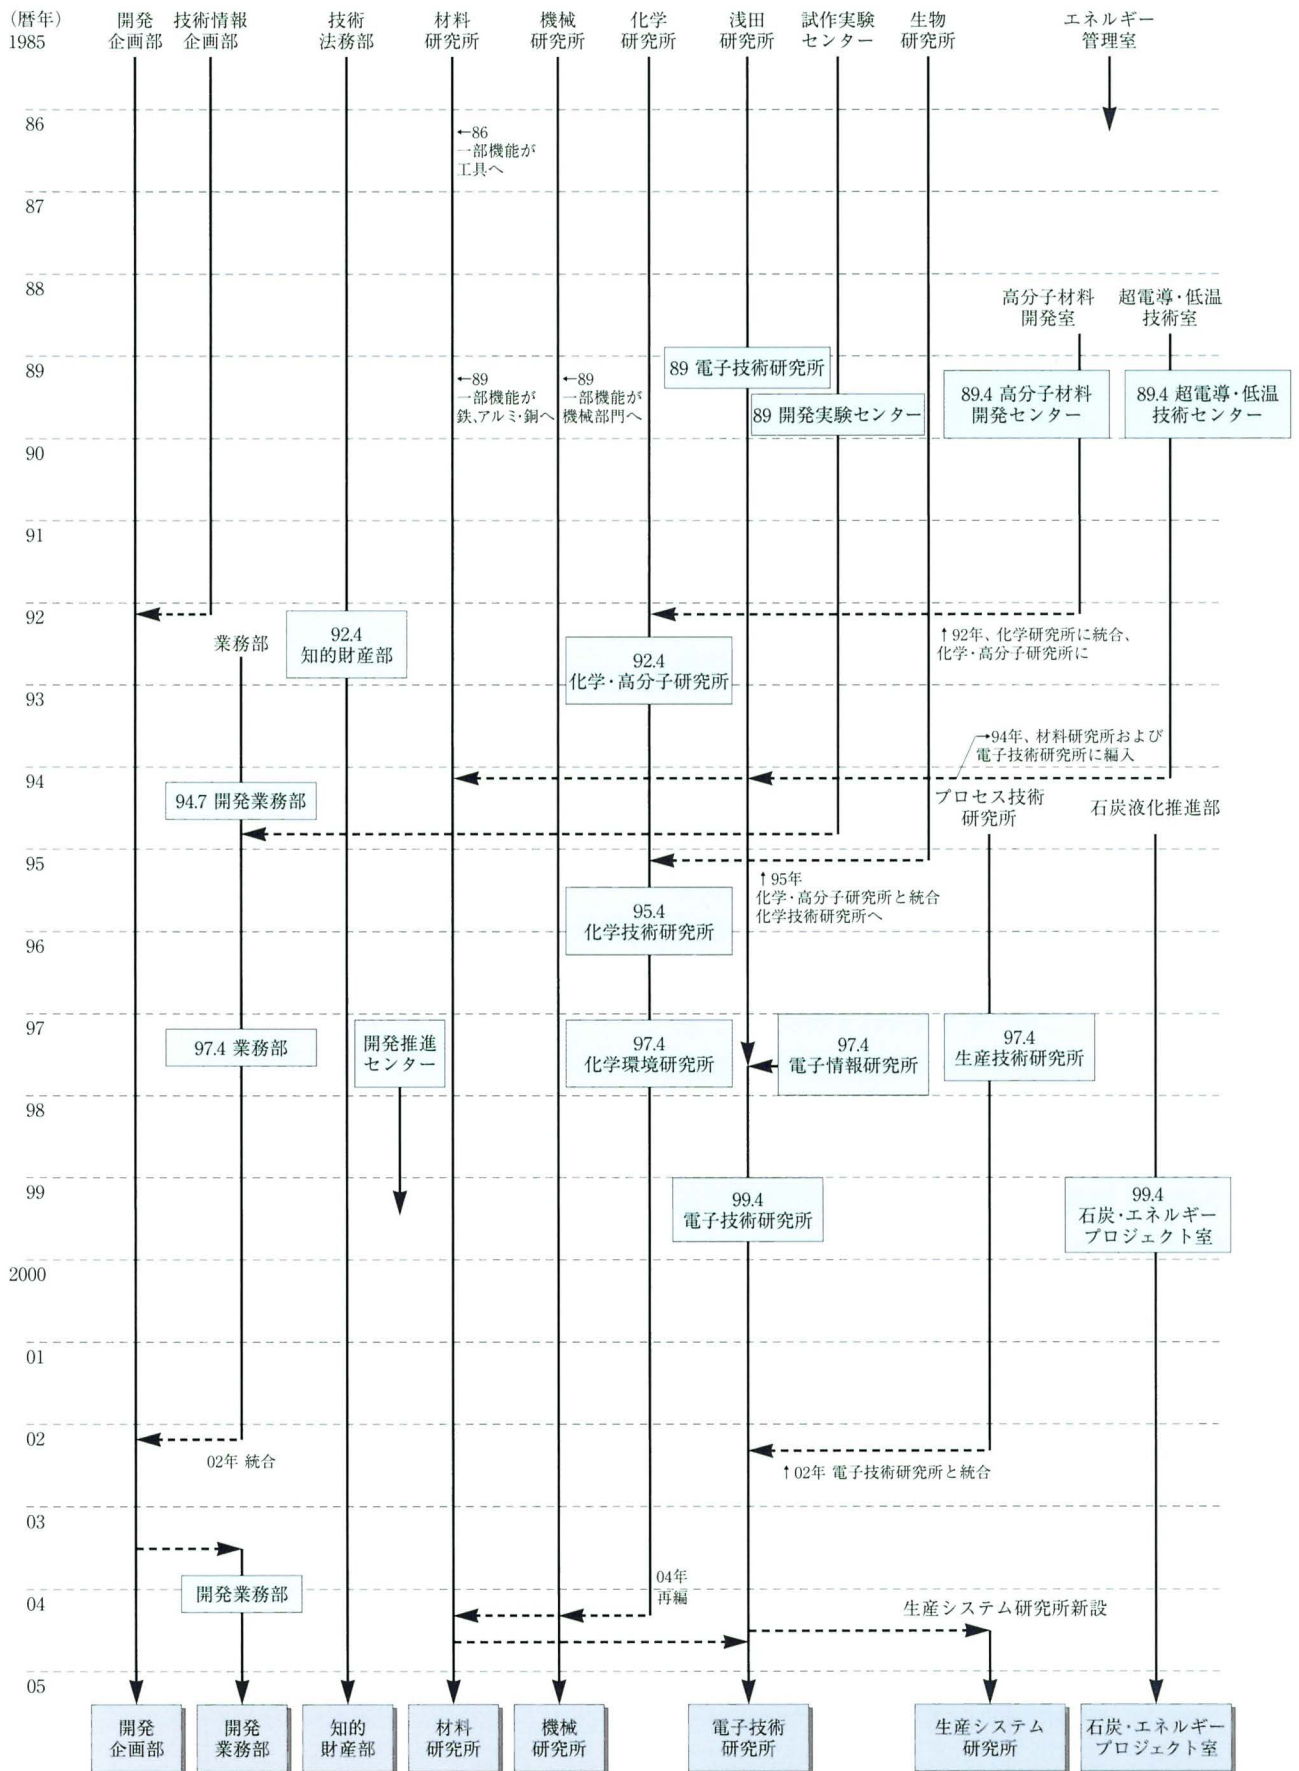 (暦年)
1985
開発
企画部
技術情報
企画部
技術
法務部
材料
研究所
機械
研究所
化学
研究所
浅田
研究所
試作実験
センター
生物
研究所
エネルギー
管理室
86
←86
一部機能が
工具へ
87
88
高分子材料
開発室
超電導・低温
技術室
89
89 電子技術研究所
←89
一部機能が
鉄、アルミ・銅へ
←89
一部機能が
機械部門へ
89 開発実験センター
89.4 高分子材料
開発センター
89.4 超電導・低温
技術センター
90
91
92
業務部
92.4
知的財産部
92.4
化学・高分子研究所
↑92年、化学研究所に統合、
化学・高分子研究所に
93
→94年、材料研究所および
電子技術研究所に編入
94
94.7 開発業務部
プロセス技術
研究所
石炭液化推進部
95
↑95年
化学・高分子研究所と統合
化学技術研究所へ
95.4
化学技術研究所
96
97
97.4 業務部
開発推進
センター
97.4
化学環境研究所
97.4
電子情報研究所
97.4
生産技術研究所
98
99
99.4
電子技術研究所
99.4
石炭・エネルギー
プロジェクト室
2000
01
02
02年 統合
↑02年 電子技術研究所と統合
03
開発業務部
04
04年
再編
生産システム研究所新設
05
開発
企画部
開発
業務部
知的
財産部
材料
研究所
機械
研究所
電子技術
研究所
生産システム
研究所
石炭・エネルギー
プロジェクト室